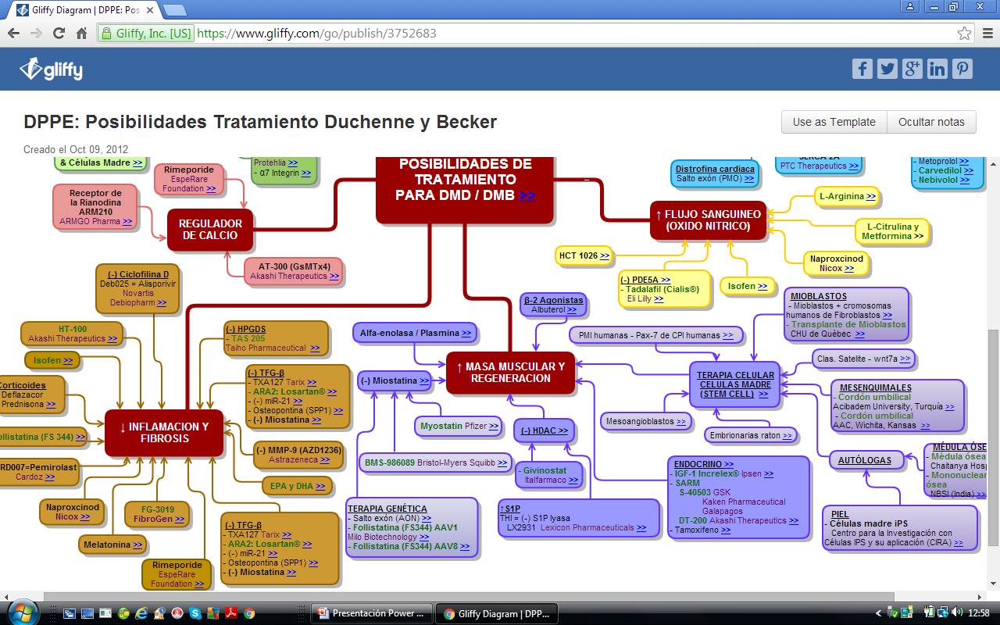 Gliffy Diagram | DPPE: Pos
Gliffy, Inc. [US]
https://www.gliffy.com/go/publish/3752683
gliffy
DPPE: Posibilidades Tratamiento Duchenne y Becker
Use as Template
Ocultar notas
Creado el Oct 09, 2012
& Células Madre >>
Rimeporide
EspeRare
Foundation >>
Protehlia >>
- α7 Integrin >>
POSIBILIDADES DE
TRATAMIENTO
PARA DMD / DMB >>
Distrofina cardiaca
Salto exón (PMO) >>
SERCA 2A
PTC Therapeutics >>
- Metoprolol >>
- Carvedilol >>
- Nebivolol >>
Receptor de
la Rianodina
ARM210
ARMGO Pharma >>
REGULADOR
DE CALCIO
↑ FLUJO SANGUINEO
(OXIDO NITRICO)
L-Arginina >>
L-Citrulina y
Metformina >>
Naproxcinod
Nicox >>
HCT 1026 >>
AT-300 (GsMTx4)
Akashi Therapeutics >>
(-) PDE5A >>
- Tadalafil (Cialis®)
Eli Lilly >>
Isofen >>
(-) Ciclofilina D
Deb025 = Alisporivir
Novartis
Debiopharm >>
β-2 Agonistas
Albuterol >>
MIOBLASTOS
- Mioblastos + cromosomas
humanos de Fibroblastos >>
- Transplante de Mioblastos
CHU de Québec >>
HT-100
Akashi Therapeutics >>
(-) HPGDS
- TAS 205
Taiho Pharmaceutical >>
Alfa-enolasa / Plasmina >>
PMI humanas - Pax-7 de CPI humanas >>
Isofen >>
(-) TFG-β
- TXA127 Tarix >>
- ARA2: Losartan® >>
- (-) miR-21 >>
- Osteopontina (SPP1) >>
- (-) Miostatina >>
(-) Miostatina >>
↑ MASA MUSCULAR Y
REGENERACION
TERAPIA CELULAR
CELULAS MADRE
(STEM CELL) >>
Clas. Satelite - wnt7a >>
Corticoides
Deflazacor
Prednisona >>
MESENQUIMALES
- Cordón umbilical
Acibadem University, Turquía >>
- Cordón umbilical
AAC, Wichita, Kansas >>
↓ INFLAMACION Y
FIBROSIS
ollistatina (FS 344) >>
Myostatin Pfizer >>
(-) HDAC >>
Mesoangioblastos >>
Embrionarias raton >>
(-) MMP-9 (AZD1236)
Astrazeneca >>
RD007=Pemirolast
Cardoz >>
BMS-986089 Bristol-Myers Squibb >>
- Givinostat
Italfarmaco >>
ENDOCRINO >>
- IGF-1 Increlex® Ipsen >>
- SARM
S-40503 GSK
Kaken Pharmaceutical
Galapagos
DT-200 Akashi Therapeutics >>
- Tamoxifeno >>
AUTÓLOGAS
MÉDULA ÓSE
- Médula ósea
Chaitanya Hosp
- Mononuclear
ósea
NBSI (India) >>
EPA y DHA >>
Naproxcinod
Nicox >>
FG-3019
FibroGen >>
Melatonina >>
Rimeporide
EspeRare
Foundation >>
(-) TFG-β
- TXA127 Tarix >>
- ARA2: Losartan® >>
- (-) miR-21 >>
- Osteopontina (SPP1) >>
- (-) Miostatina >>
TERAPIA GENÉTICA
- Salto exón (AON) >>
- Follistatina (FS344) AAV1
Milo Biotechnology >>
- Follistatina (FS344) AAV8 >>
↑ S1P
THI = (-) S1P lyasa
LX2931 Lexicon Pharmaceuticals >>
PIEL
- Células madre iPS
Centro para la Investigación con
Células IPS y su aplicación (CIRA) >>
Presentación Power ...
Gliffy Diagram | DPP...
12:58